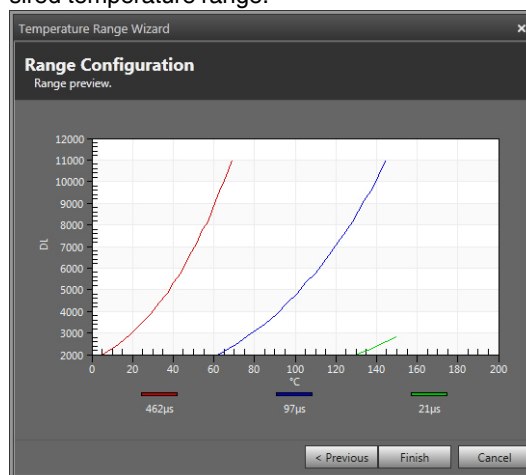 sired temperature range.
Temperature Range Wizard
×
Range Configuration
Range preview.
12000
11000
10000
9000
8000
7000
6000
5000
4000
3000
2000
DL
0 20 40 60 80 100 120 140 160 180 200
°C
462µs 97µs 21µs
< Previous Finish Cancel